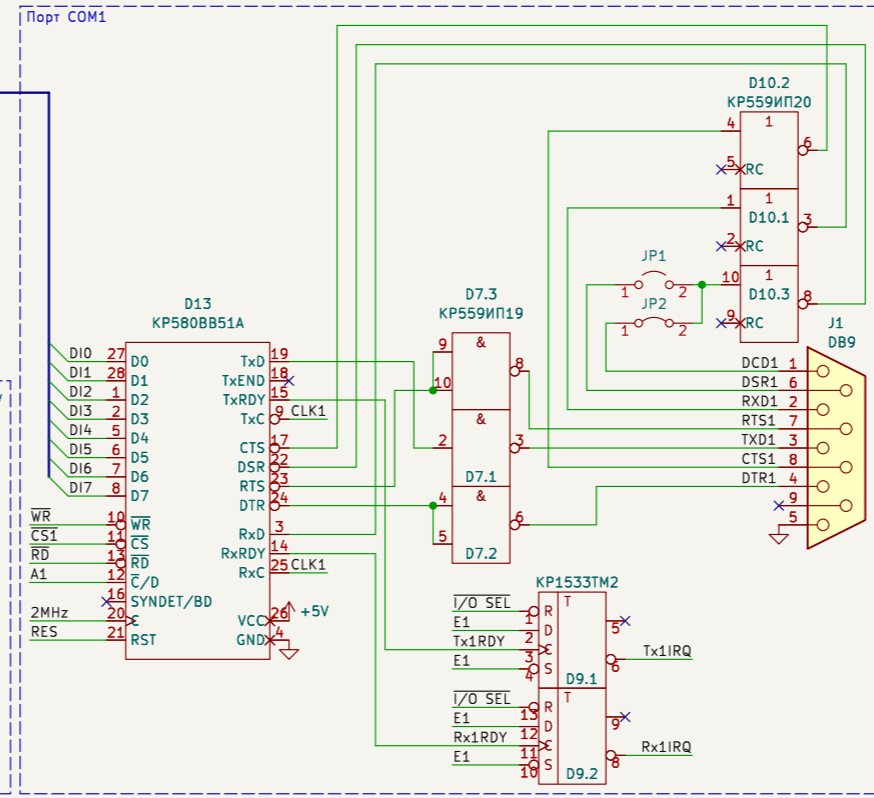 Порт COM1
D10.2
КР559ИП20
4 1 6
5 RC
1 1 3
D10.1
2 RC
10 1 8
D10.3
9 RC
JP1
1 2
JP2
1 2
D7.3
КР559ИП19
9 & 8
10
& 3
2
D7.1
4 & 6
5
D7.2
J1
DB9
DCD1 1
DSR1 6
RXD1 2
RTS1 7
TXD1 3
CTS1 8
DTR1 4
9
5
D13
КР580ВВ51А
DI0 27 D0
DI1 28 D1
DI2 1 D2
DI3 2 D3
DI4 5 D4
DI5 6 D5
DI6 7 D6
DI7 8 D7
WR 10 WR
CS1 11 CS
RD 13 RD
A1 12 C/D
16 SYNDET/BD
2MHz 20 C
RES 21 RST
TxD 19
TxEND 18
TxRDY 15
TxC 9 CLK1
CTS 17
DSR 22
RTS 23
DTR 24
RxD 3
RxRDY 14
RxC 25 CLK1
VCC 26 +5V
GND 4
КР1533ТМ2
I/O SEL 1 R T
E1 2 D 5
Tx1RDY 3 C
E1 4 S 6 Tx1IRQ
D9.1
I/O SEL 13 R T
E1 12 D 9
Rx1RDY 11 C
E1 10 S 8 Rx1IRQ
D9.2